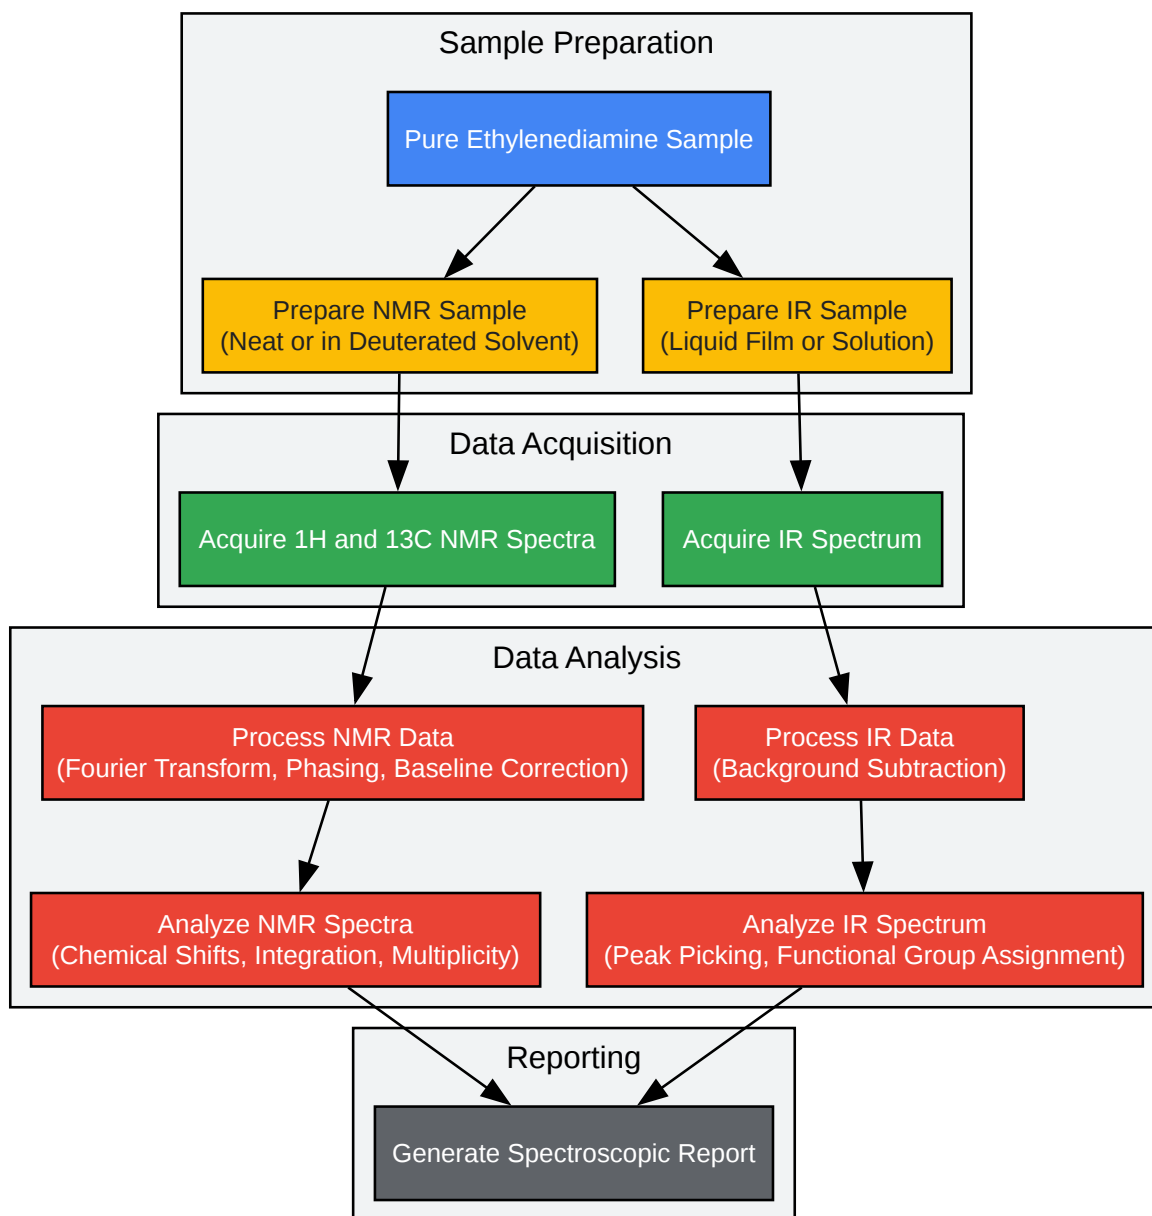 Sample Preparation
Pure Ethylenediamine Sample
Prepare NMR Sample
(Neat or in Deuterated Solvent)
Prepare IR Sample
(Liquid Film or Solution)
Data Acquisition
Acquire 1H and 13C NMR Spectra
Acquire IR Spectrum
Data Analysis
Process NMR Data
(Fourier Transform, Phasing, Baseline Correction)
Process IR Data
(Background Subtraction)
Analyze NMR Spectra
(Chemical Shifts, Integration, Multiplicity)
Analyze IR Spectrum
(Peak Picking, Functional Group Assignment)
Reporting
Generate Spectroscopic Report